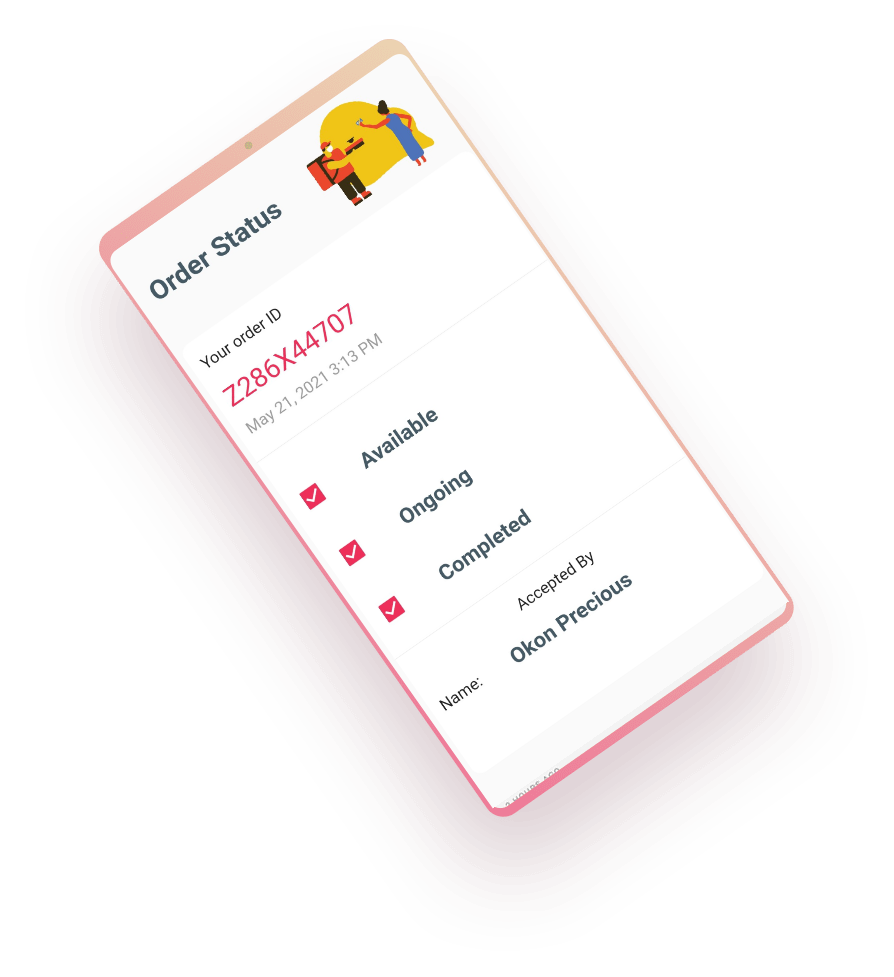 Order Status
Your order ID
Z286X44707
May 21, 2021 3:13 PM
Available
Ongoing
Completed
Accepted By
Name:
Okon Precious